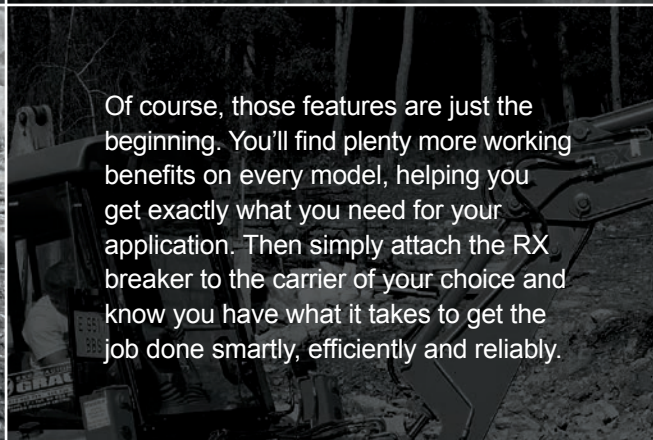 Of course, those features are just the
beginning. You’ll find plenty more working
benefits on every model, helping you
get exactly what you need for your
application. Then simply attach the RX
breaker to the carrier of your choice and
know you have what it takes to get the
job done smartly, efficiently and reliably.